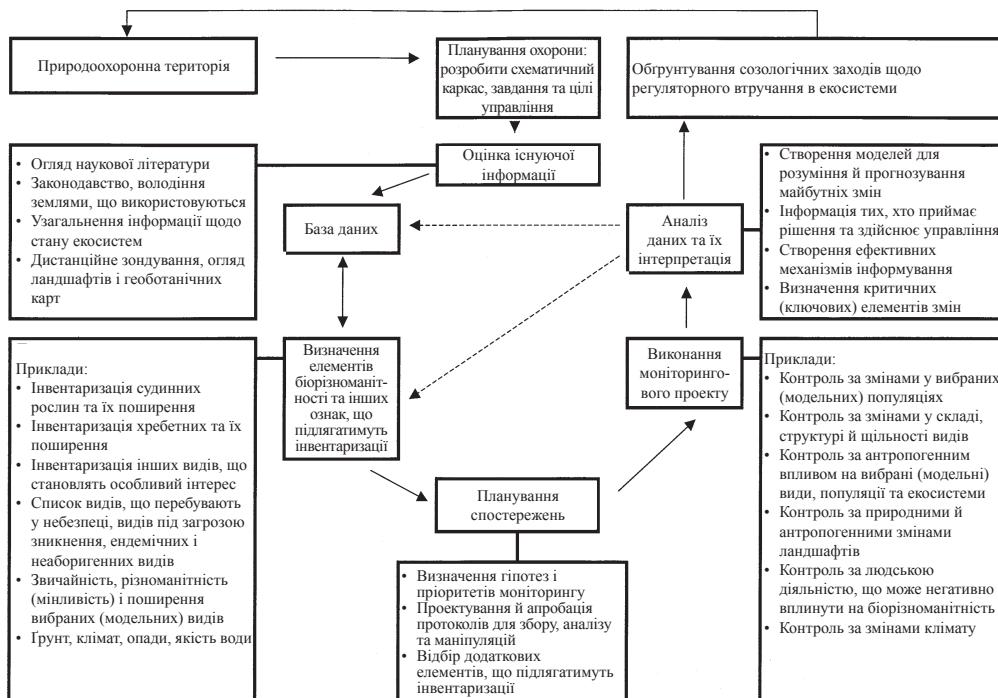 Природоохоронна територія
Планування охорони:
розробити схематичний
каркас, завдання та цілі
управління
Обґрунтування созологічних заходів щодо
регуляторного втручання в екосистеми
• Огляд наукової літератури
• Законодавство, володіння
землями, що використовуються
• Узагальнення інформації щодо
стану екосистем
• Дистанційне зондування, огляд
ландшафтів і геоботанічних
карт
Оцінка існуючої
інформації
База даних
Аналіз
даних та їх
інтерпретація
• Створення моделей для
розуміння й прогнозування
майбутніх змін
• Інформація тих, хто приймає
рішення та здійснює управління
• Створення ефективних
механізмів інформування
• Визначення критичних
(ключових) елементів змін
Приклади:
• Інвентаризація судинних
рослин та їх поширення
• Інвентаризація хребетних та їх
поширення
• Інвентаризація інших видів, що
становлять особливий інтерес
• Список видів, що перебувають
у небезпеці, видів під загрозою
зникнення, ендемічних і
неаборигенних видів
• Звичайність, різноманітність
(мінливість) і поширення
вибраних (модельних) видів
• Ґрунт, клімат, опади, якість води
Визначення
елементів
біорізноманіт-
ності та інших
ознак, що
підлягатимуть
інвентаризації
Виконання
моніторинго-
вого проекту
Приклади:
• Контроль за змінами у вибраних
(модельних) популяціях
• Контроль за змінами у складі,
структурі й щільності видів
• Контроль за антропогенним
впливом на вибрані (модельні)
види, популяції та екосистеми
• Контроль за природними й
антропогенними змінами
ландшафтів
• Контроль за людською
діяльністю, що може негативно
вплинути на біорізноманітність
• Контроль за змінами клімату
Планування
спостережень
• Визначення гіпотез і
пріоритетів моніторингу
• Проектування й апробація
протоколів для збору, аналізу
та маніпуляцій
• Відбір додаткових
елементів, що підлягатимуть
інвентаризації